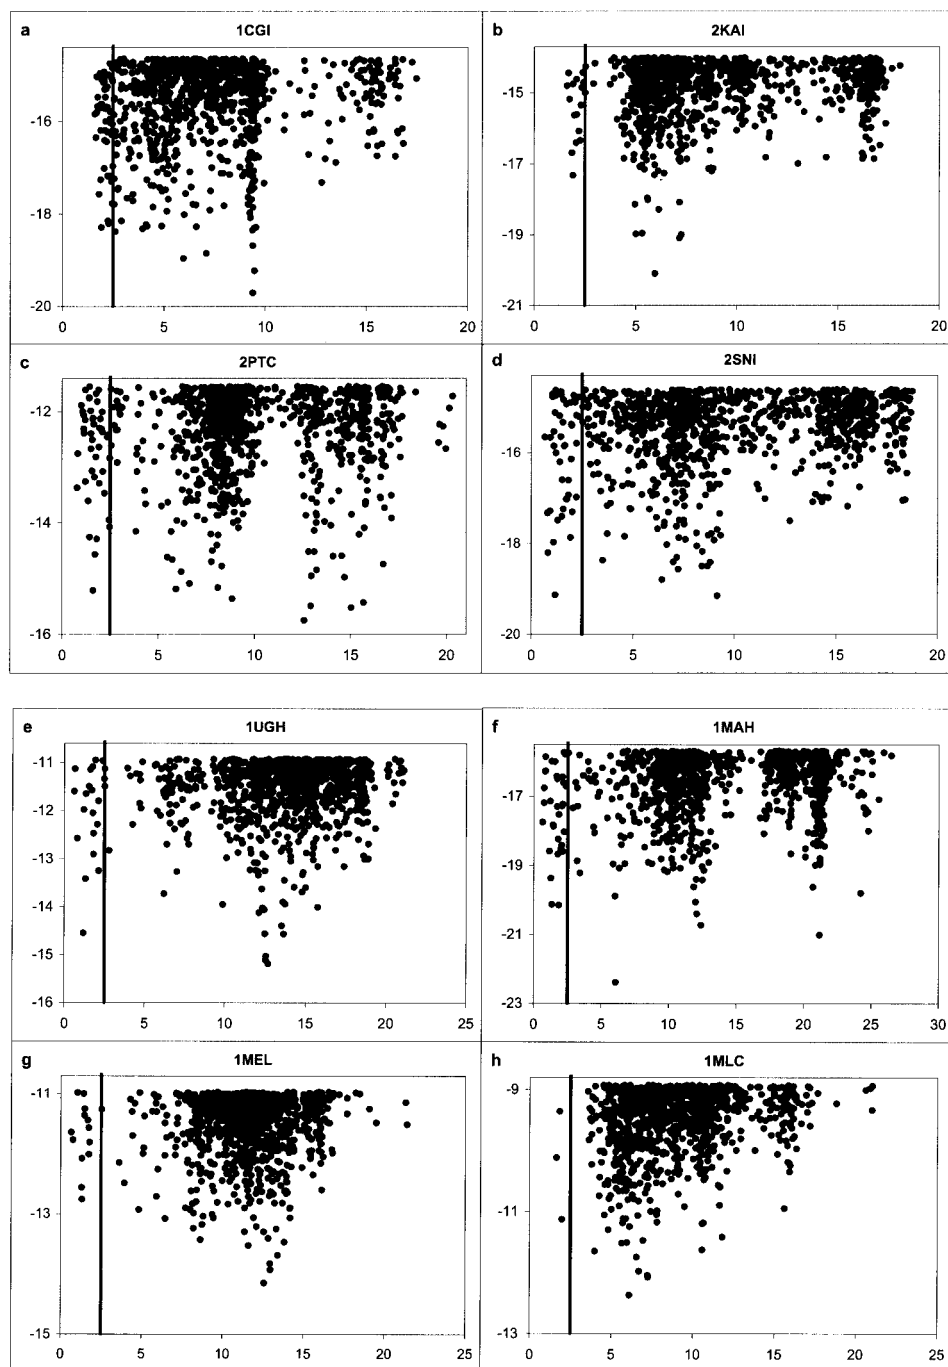 a 1CGI
-16
-18
-20
0 5 10 15 20
b 2KAI
-15
-17
-19
-21
0 5 10 15 20
c 2PTC
-12
-14
-16
0 5 10 15 20
d 2SNI
-16
-18
-20
0 5 10 15 20
e 1UGH
-11
-12
-13
-14
-15
-16
0 5 10 15 20 25
f 1MAH
-17
-19
-21
-23
0 5 10 15 20 25 30
g 1MEL
-11
-13
-15
0 5 10 15 20 25
h 1MLC
-9
-11
-13
0 5 10 15 20 25